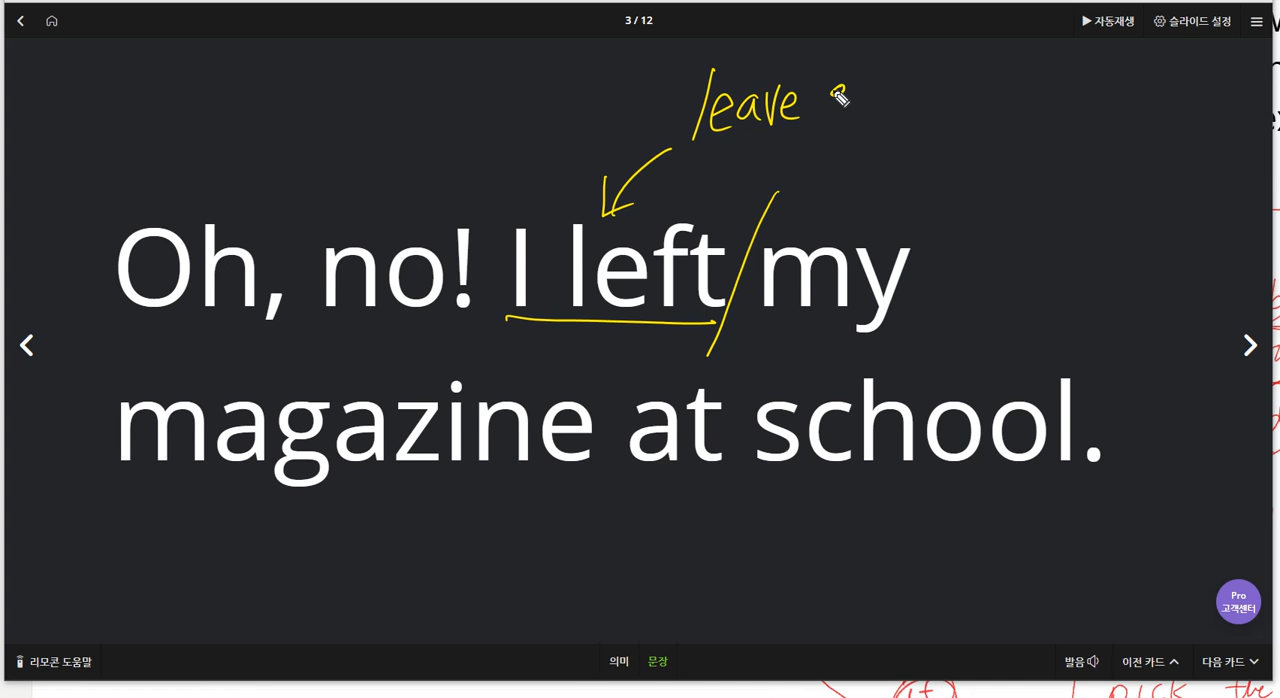 3 / 12
자동재생
슬라이드 설정
leave
Oh, no! I left my
magazine at school.
Pro
고객센터
리모콘 도움말
의미
문장
발음
이전 카드
다음 카드
I pick the